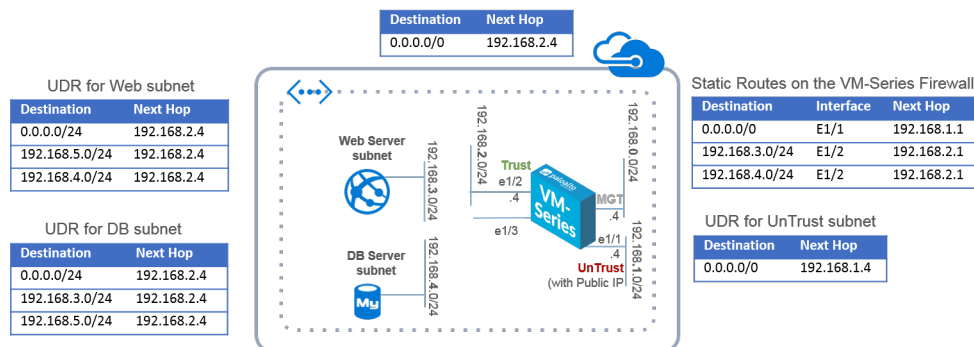 Destination Next Hop
0.0.0.0/0 192.168.2.4
UDR for Web subnet
Destination Next Hop
0.0.0.0/24 192.168.2.4
192.168.5.0/24 192.168.2.4
192.168.4.0/24 192.168.2.4
UDR for DB subnet
Destination Next Hop
0.0.0.0/24 192.168.2.4
192.168.3.0/24 192.168.2.4
192.168.5.0/24 192.168.2.4
Web Server
subnet
192.168.3.0/24
DB Server
subnet
My
192.168.4.0/24
192.168.2.0/24
Trust
e1/2
.4
e1/3
paloalto
VM-
Series
192.168.0.0/24
MGT
.4
e1/1
.4
UnTrust
(with Public IP
192.168.1.0/24
Static Routes on the VM-Series Firewall
Destination Interface Next Hop
0.0.0.0/0 E1/1 192.168.1.1
192.168.3.0/24 E1/2 192.168.2.1
192.168.4.0/24 E1/2 192.168.2.1
UDR for UnTrust subnet
Destination Next Hop
0.0.0.0/0 192.168.1.4